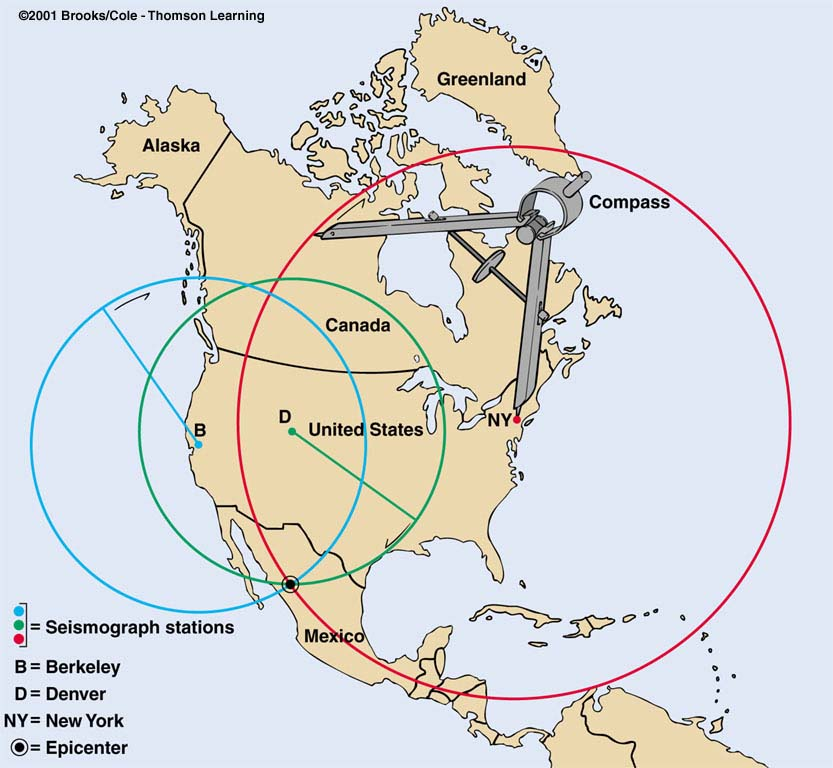 ©2001 Brooks/Cole - Thomson Learning
Greenland
Alaska
Compass
Canada
B
D
United States
NY
Mexico
= Seismograph stations
B = Berkeley
D = Denver
NY = New York
= Epicenter